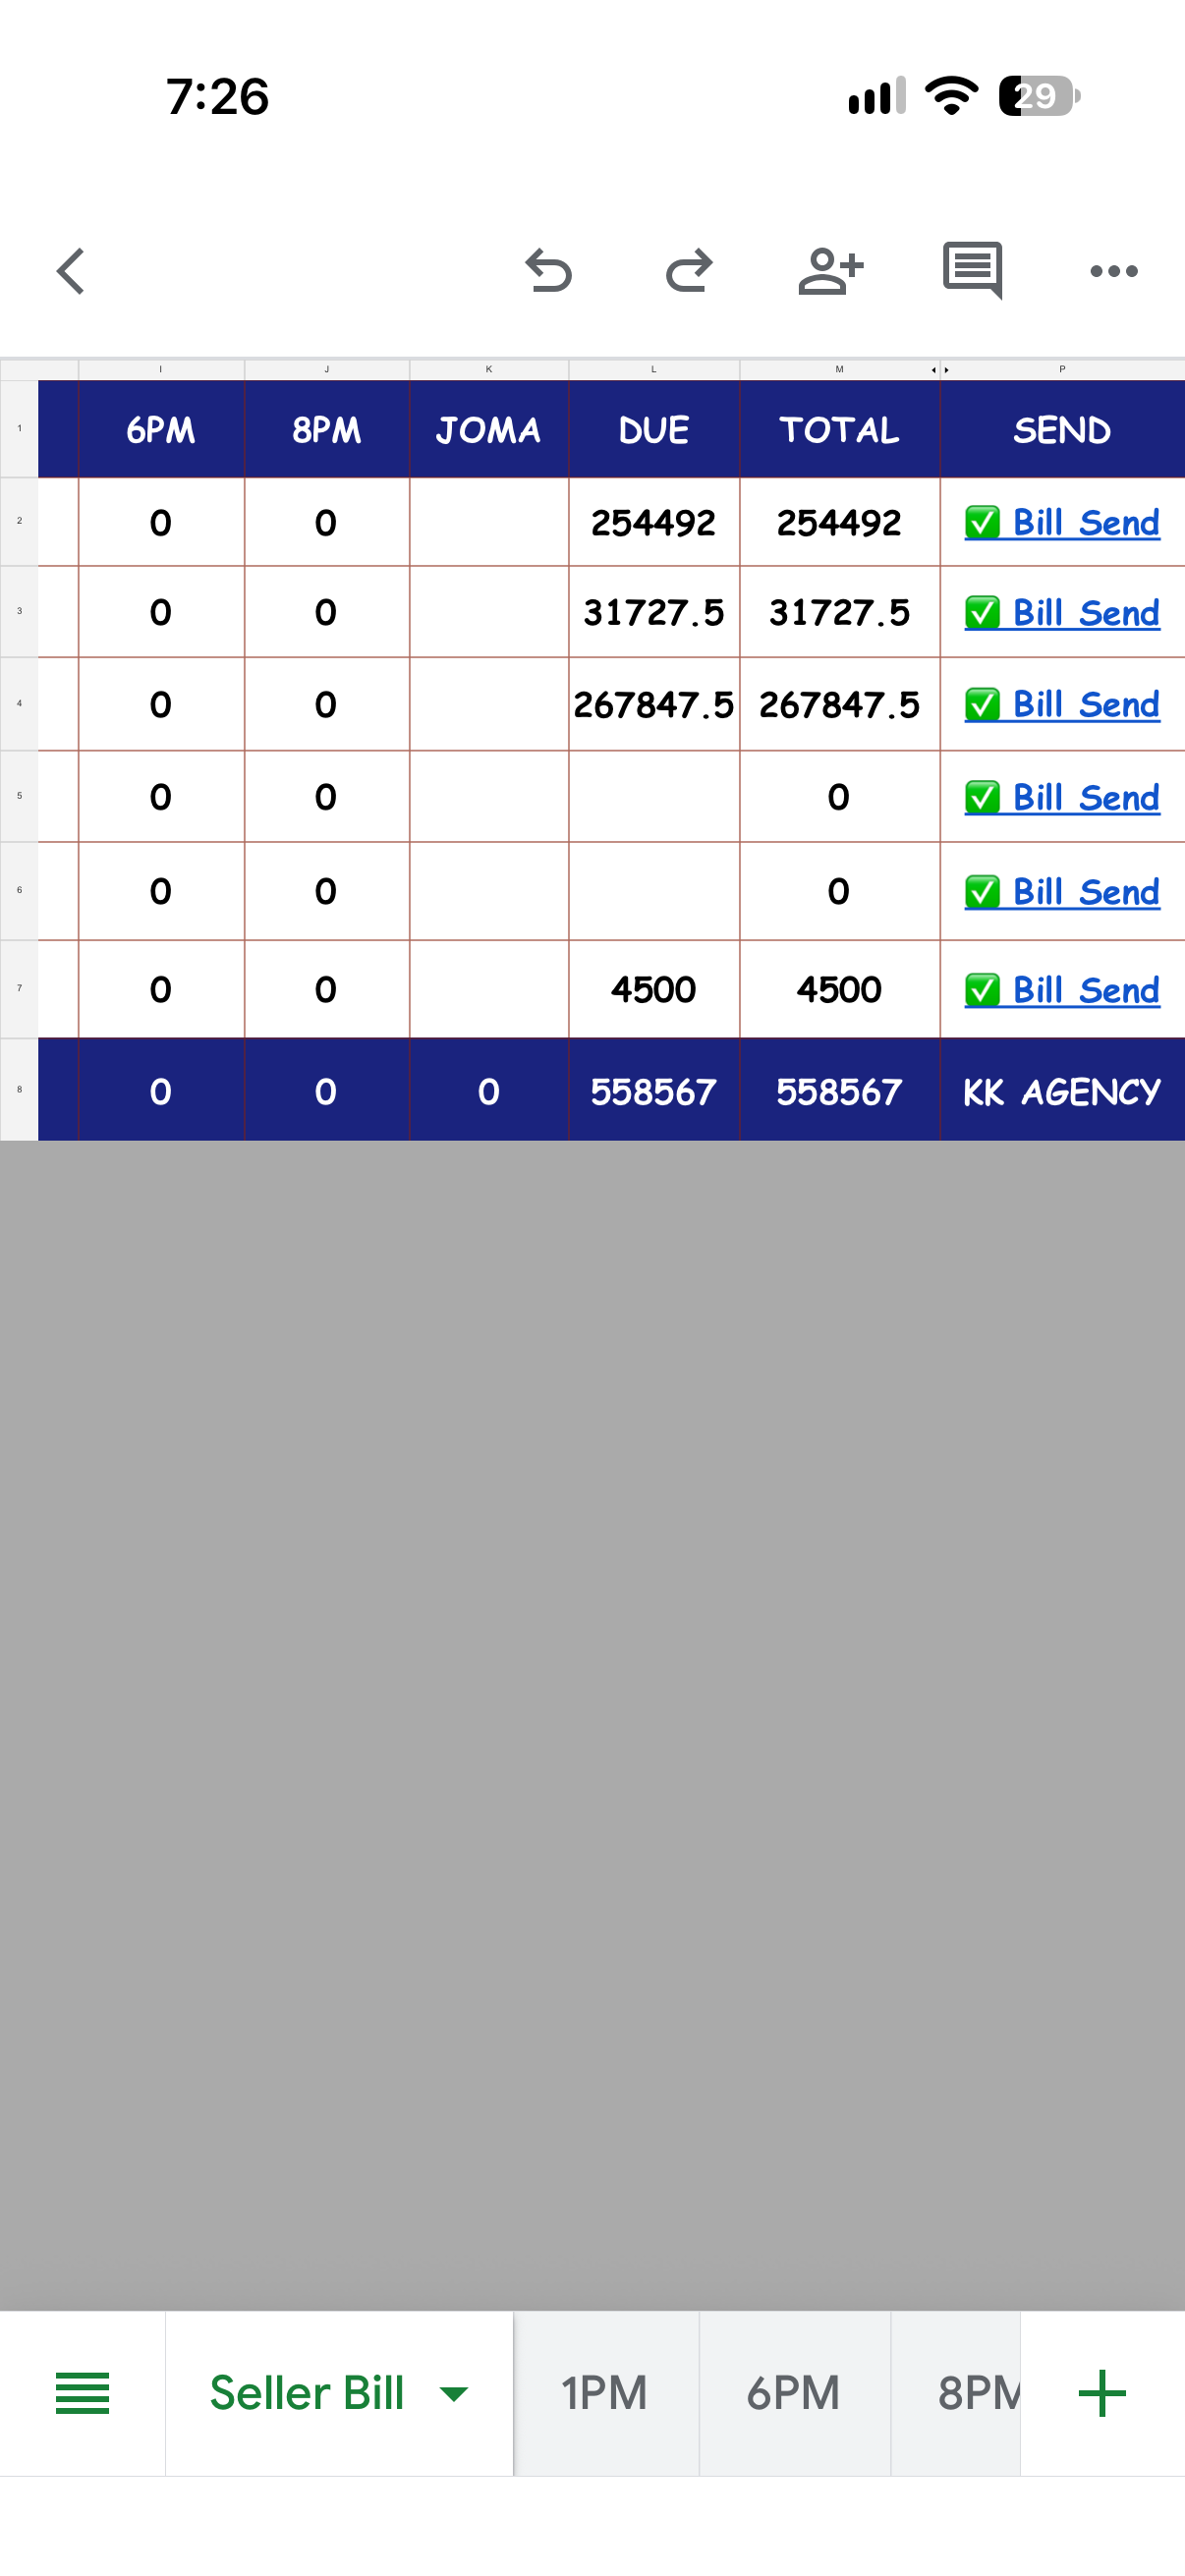 7:26
29
I J K L M P
1 6PM 8PM JOMA DUE TOTAL SEND
2 0 0 254492 254492 ✅ Bill Send
3 0 0 31727.5 31727.5 ✅ Bill Send
4 0 0 267847.5 267847.5 ✅ Bill Send
5 0 0 0 ✅ Bill Send
6 0 0 0 ✅ Bill Send
7 0 0 4500 4500 ✅ Bill Send
8 0 0 0 558567 558567 KK AGENCY
Seller Bill 1PM 6PM 8PM